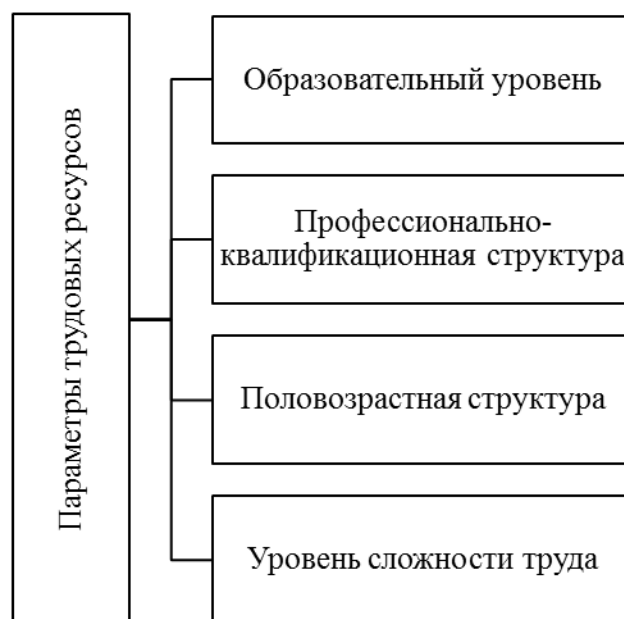 Параметры трудовых ресурсов
Образовательный уровень
Профессионально-
квалификационная структура
Половозрастная структура
Уровень сложности труда